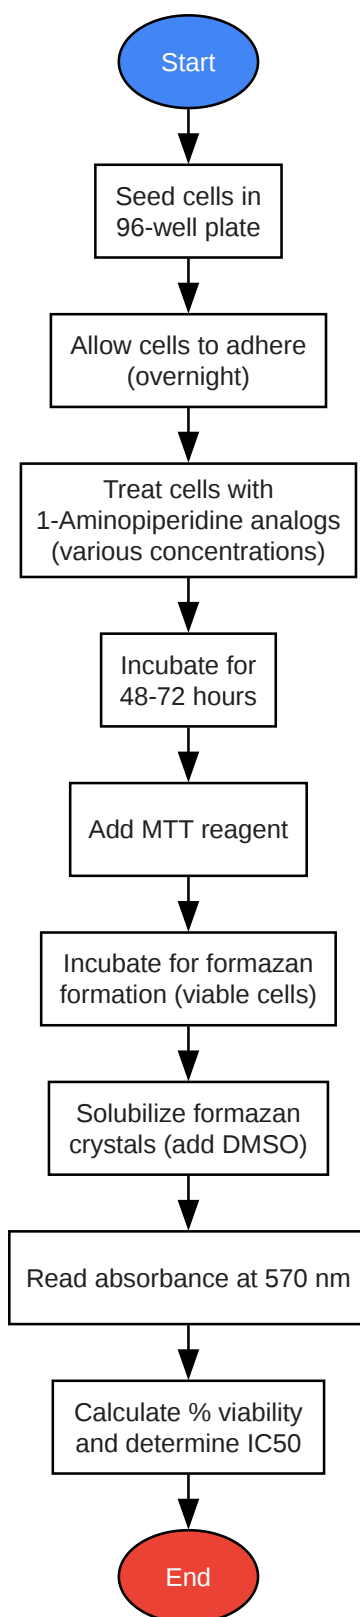 Start
Seed cells in
96-well plate
Allow cells to adhere
(overnight)
Treat cells with
1-Aminopiperidine analogs
(various concentrations)
Incubate for
48-72 hours
Add MTT reagent
Incubate for formazan
formation (viable cells)
Solubilize formazan
crystals (add DMSO)
Read absorbance at 570 nm
Calculate % viability
and determine IC50
End